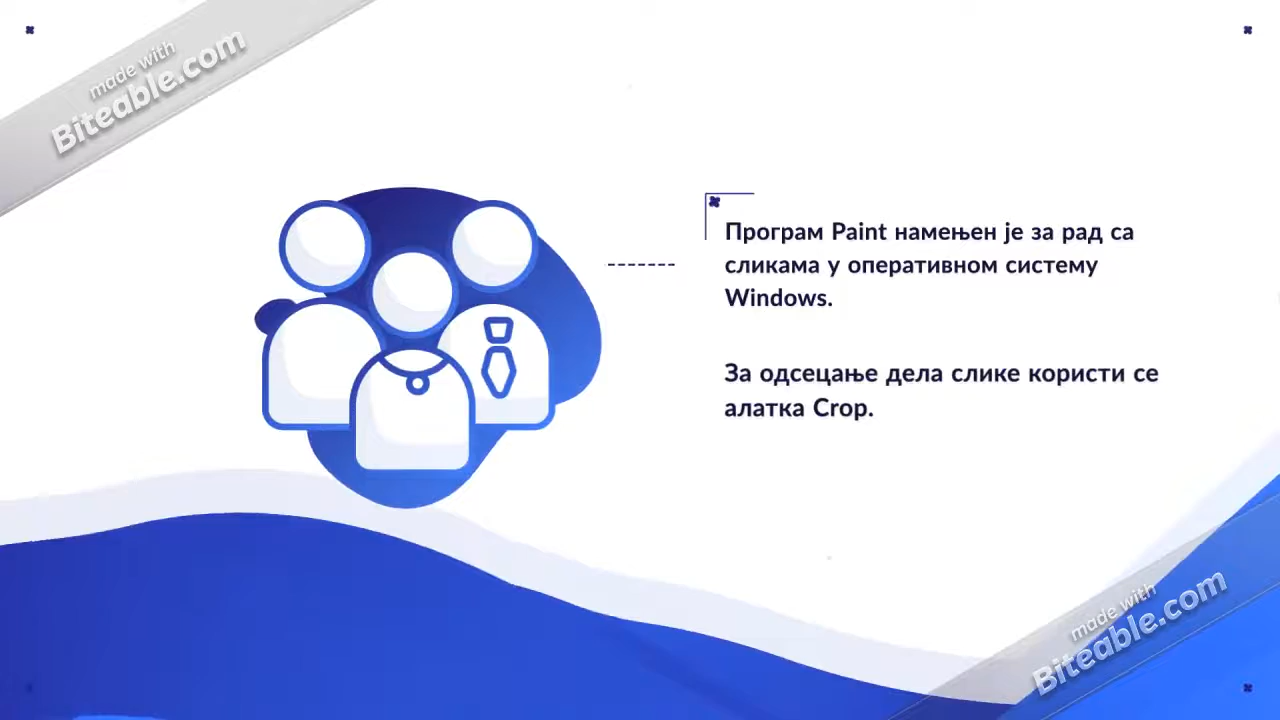 made with
Biteable.com
Програм Paint намењен је за рад са
сликама у оперативном систему
Windows.
За одсецање дела слике користи се
алатка Crop.
made with
Biteable.com